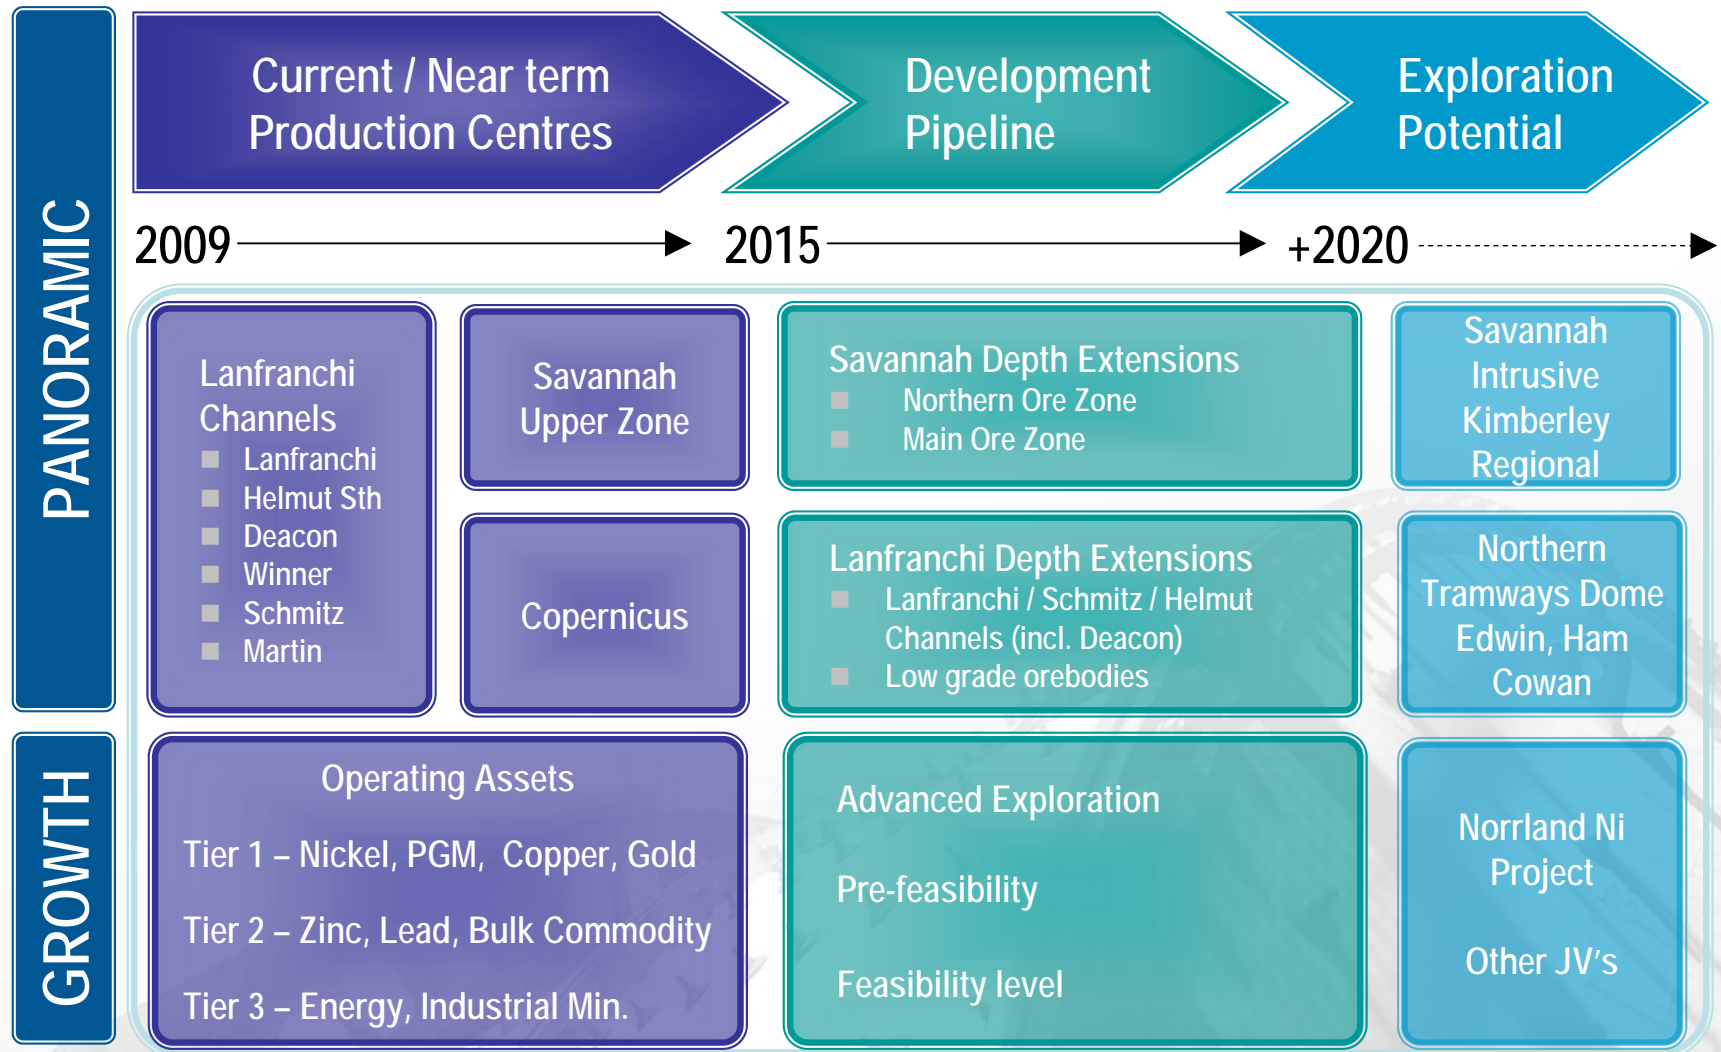 PANORAMIC
Current / Near term
Production Centres
Development
Pipeline
Exploration
Potential
2009
2015
+2020
Lanfranchi
Channels
Lanfranchi
Helmut Sth
Deacon
Winner
Schmitz
Martin
Savannah
Upper Zone
Copernicus
Savannah Depth Extensions
Northern Ore Zone
Main Ore Zone
Lanfranchi Depth Extensions
Lanfranchi / Schmitz / Helmut
Channels (incl. Deacon)
Low grade orebodies
Savannah
Intrusive
Kimberley
Regional
Northern
Tramways Dome
Edwin, Ham
Cowan
GROWTH
Operating Assets
Tier 1 – Nickel, PGM, Copper, Gold
Tier 2 – Zinc, Lead, Bulk Commodity
Tier 3 – Energy, Industrial Min.
Advanced Exploration
Pre-feasibility
Feasibility level
Norrland Ni
Project
Other JV's